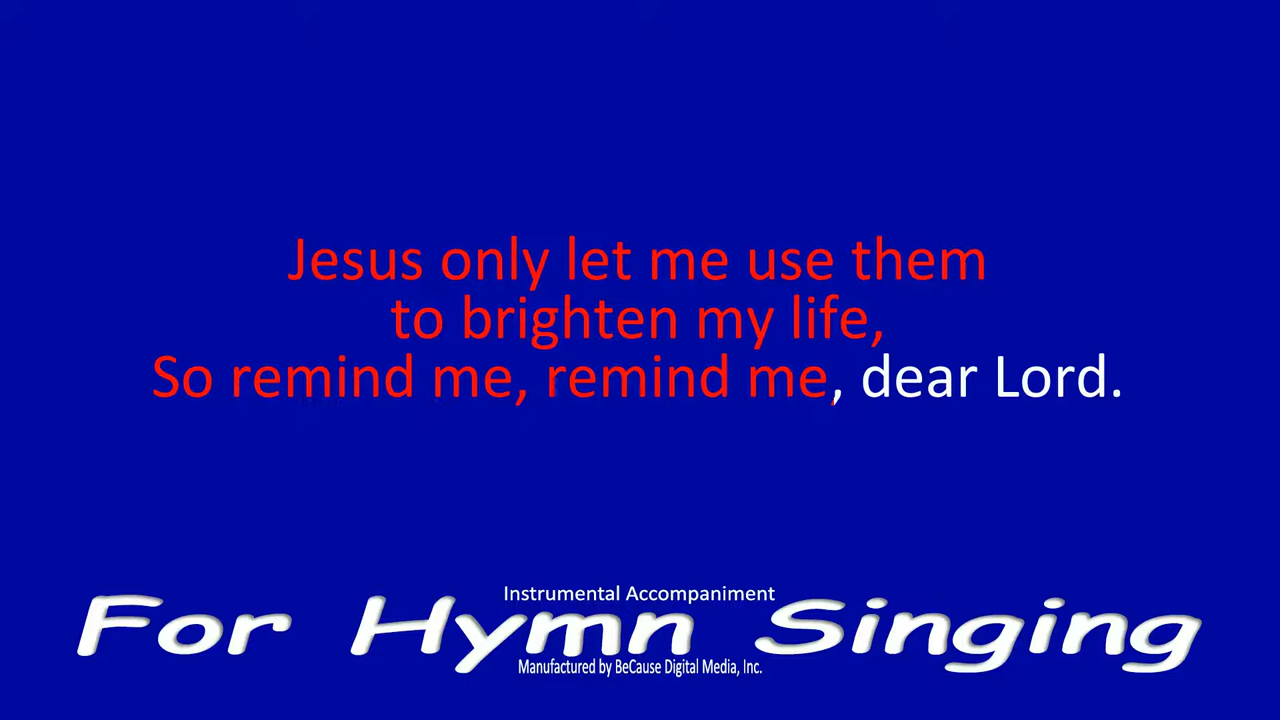 Jesus only let me use them
to brighten my life,
So remind me, remind me, dear Lord.
Instrumental Accompaniment
For Hymn Singing
Manufactured by BeCause Digital Media, Inc.